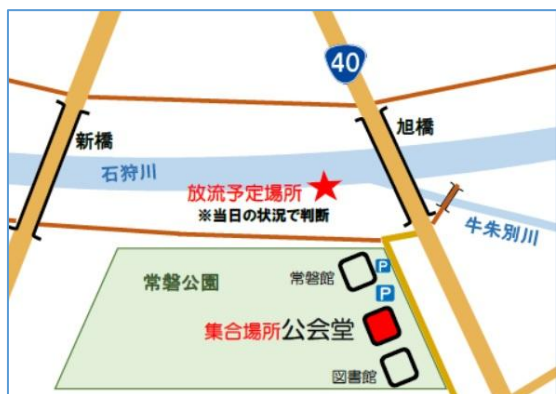 40
新橋
旭橋
石狩川
放流予定場所
※当日の状況で判断
牛朱別川
常磐公園
常磐館
P
P
集合場所公会堂
図書館